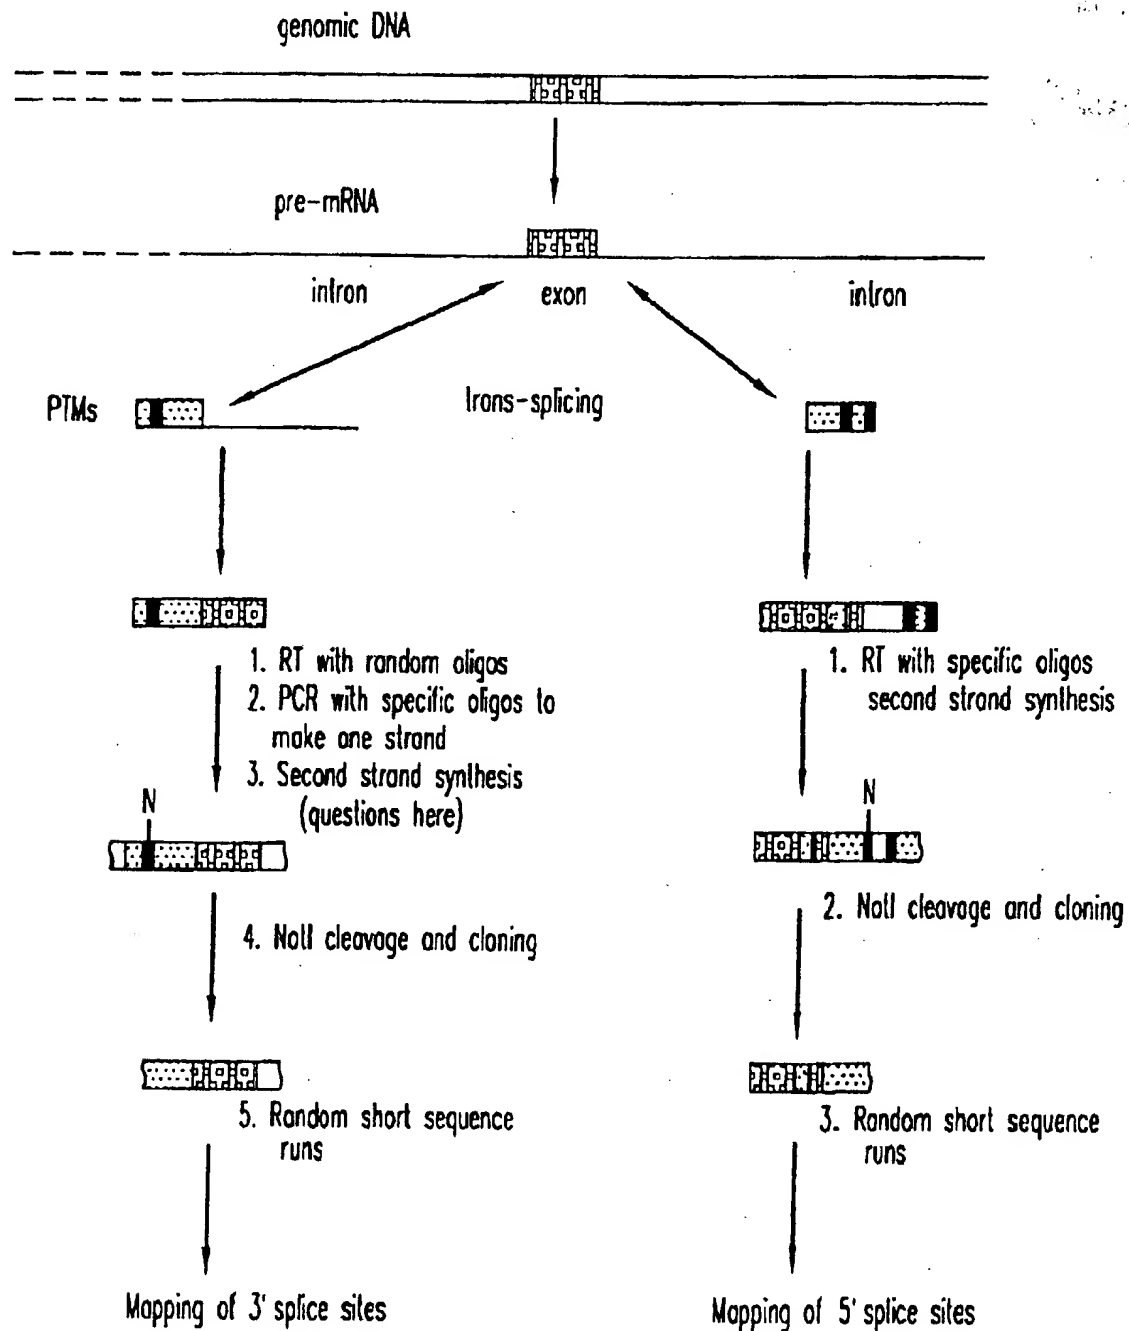 genomic DNA
pre-mRNA
intron
exon
intron
PTMs
Irons-splicing
1. RT with random oligos
2. PCR with specific oligos to
make one strand
3. Second strand synthesis
(questions here)
N
4. NotI cleavage and cloning
5. Random short sequence
runs
Mapping of 3' splice sites
1. RT with specific oligos
second strand synthesis
N
2. NotI cleavage and cloning
3. Random short sequence
runs
Mapping of 5' splice sites